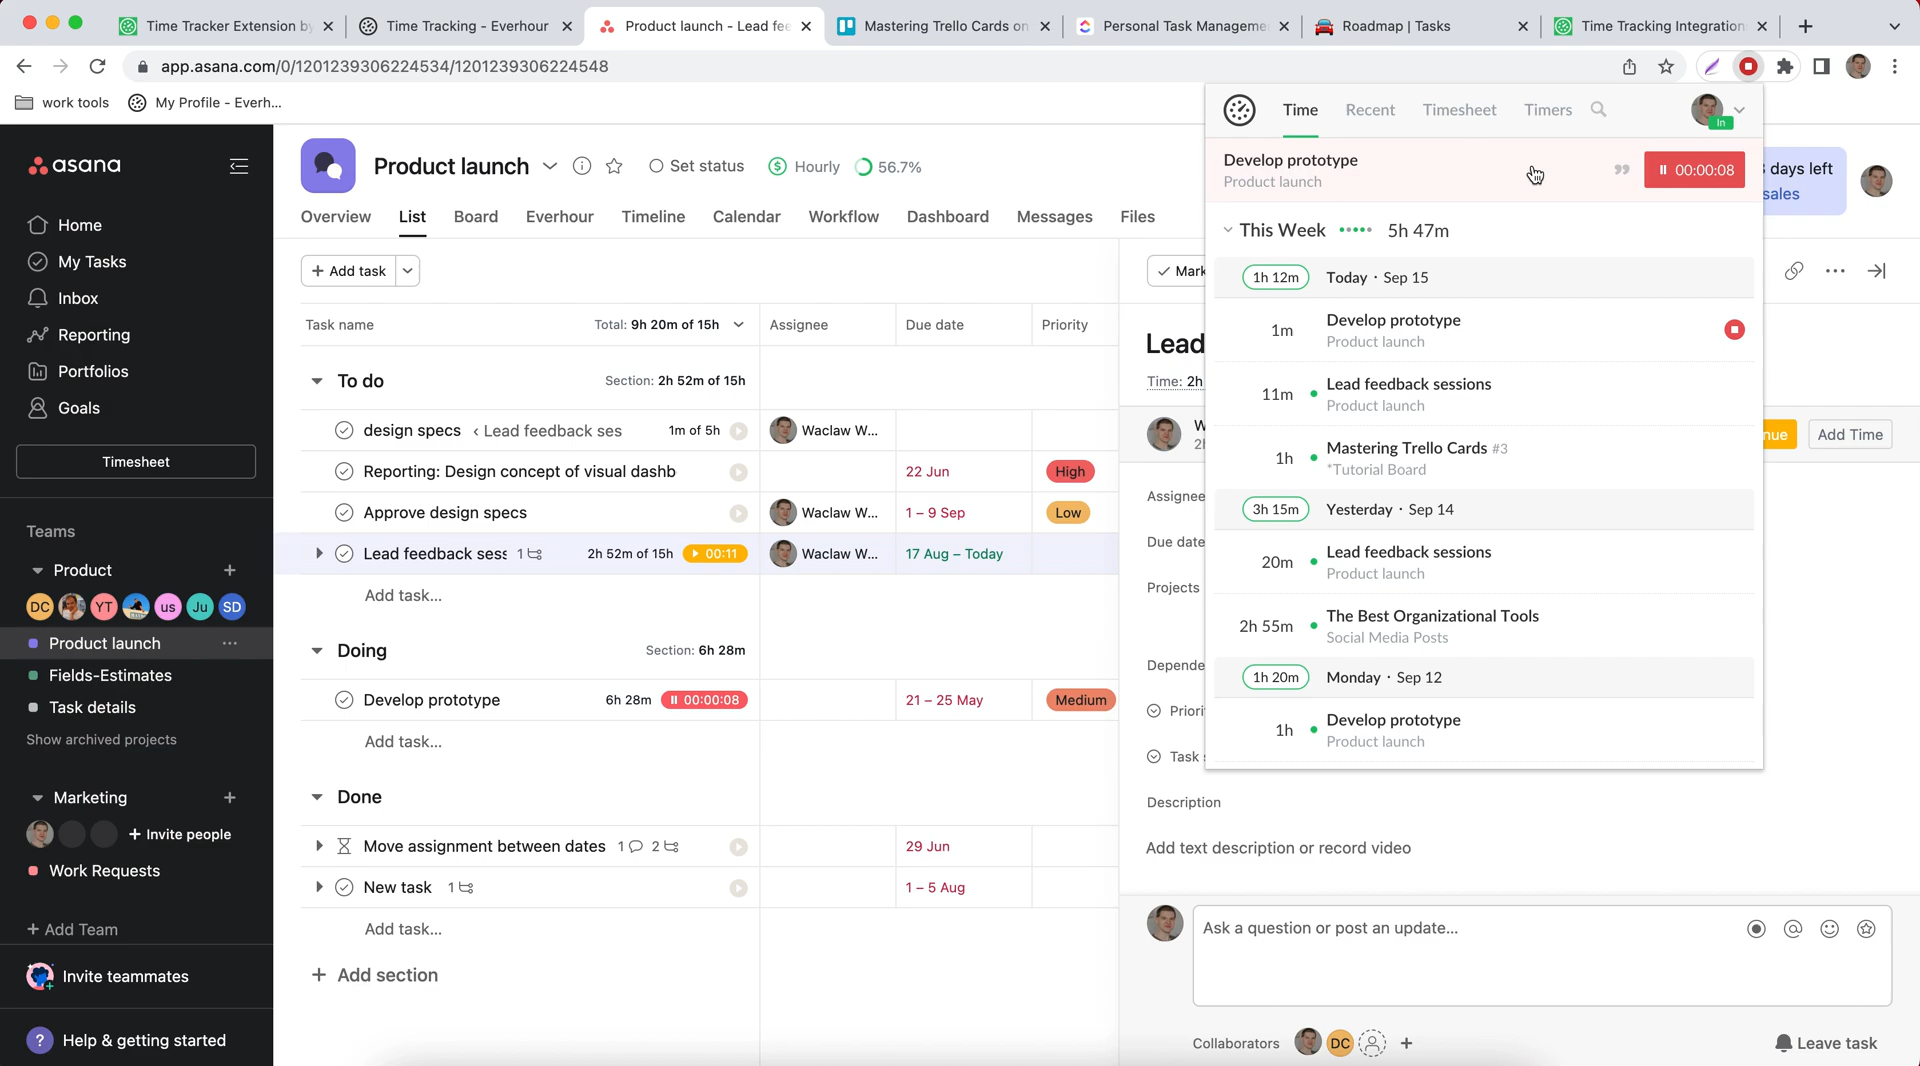 Time Tracker Extension by
Time Tracking - Everhour
Product launch - Lead fee
Mastering Trello Cards on
Personal Task Manageme
Roadmap | Tasks
Time Tracking Integration
app.asana.com/0/1201239306224534/1201239306224548
work tools
My Profile - Everh...
asana
Home
My Tasks
Inbox
Reporting
Portfolios
Goals
Timesheet
Teams
Product
DC
YT
us
Ju
SD
Product launch
Fields-Estimates
Task details
Show archived projects
Marketing
+ Invite people
Work Requests
+ Add Team
Invite teammates
? Help & getting started
Product launch
Set status
$ Hourly
56.7%
Overview
List
Board
Everhour
Timeline
Calendar
Workflow
Dashboard
Messages
Files
+ Add task
Task name
Total: 9h 20m of 15h
Assignee
Due date
Priority
To do
Section: 2h 52m of 15h
design specs ‹ Lead feedback ses
1m of 5h
Waclaw W...
Reporting: Design concept of visual dashb
22 Jun
High
Approve design specs
Waclaw W...
1 – 9 Sep
Low
Lead feedback sess 1
2h 52m of 15h
00:11
Waclaw W...
17 Aug – Today
Add task...
Doing
Section: 6h 28m
Develop prototype
6h 28m
00:00:08
21 – 25 May
Medium
Add task...
Done
Move assignment between dates 1 2
29 Jun
New task 1
1 – 5 Aug
Add task...
+ Add section
Time
Recent
Timesheet
Timers
In
Develop prototype
Product launch
00:00:08
This Week
5h 47m
1h 12m
Today · Sep 15
1m
Develop prototype
Product launch
11m
Lead feedback sessions
Product launch
1h
Mastering Trello Cards #3
*Tutorial Board
3h 15m
Yesterday · Sep 14
20m
Lead feedback sessions
Product launch
2h 55m
The Best Organizational Tools
Social Media Posts
1h 20m
Monday · Sep 12
1h
Develop prototype
Product launch
days left
sales
Mark
Lead
Time: 2h
W
nue
Add Time
Assignee
Due date
Projects
Depende
Priori
Task s
Description
Add text description or record video
Ask a question or post an update...
Collaborators
DC
+
Leave task